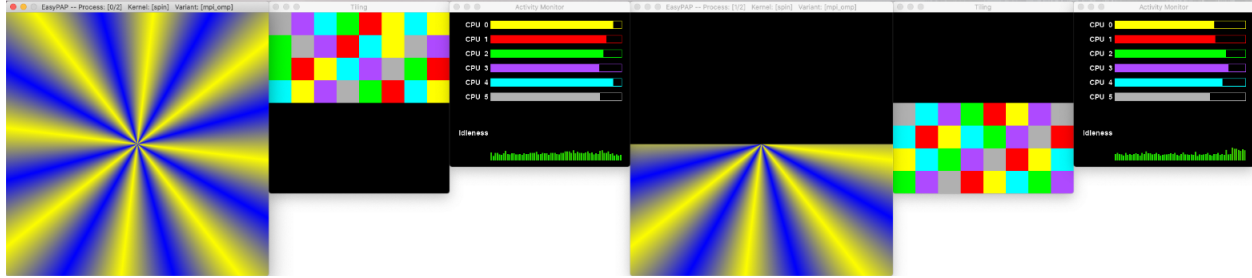 EasyPAP -- Process: [0/2] Kernel: [spin] Variant: [mpi_omp]
Tiling
Activity Monitor
CPU 0
CPU 1
CPU 2
CPU 3
CPU 4
CPU 5
Idleness
EasyPAP -- Process: [1/2] Kernel: [spin] Variant: [mpi_omp]
Tiling
Activity Monitor
CPU 0
CPU 1
CPU 2
CPU 3
CPU 4
CPU 5
Idleness